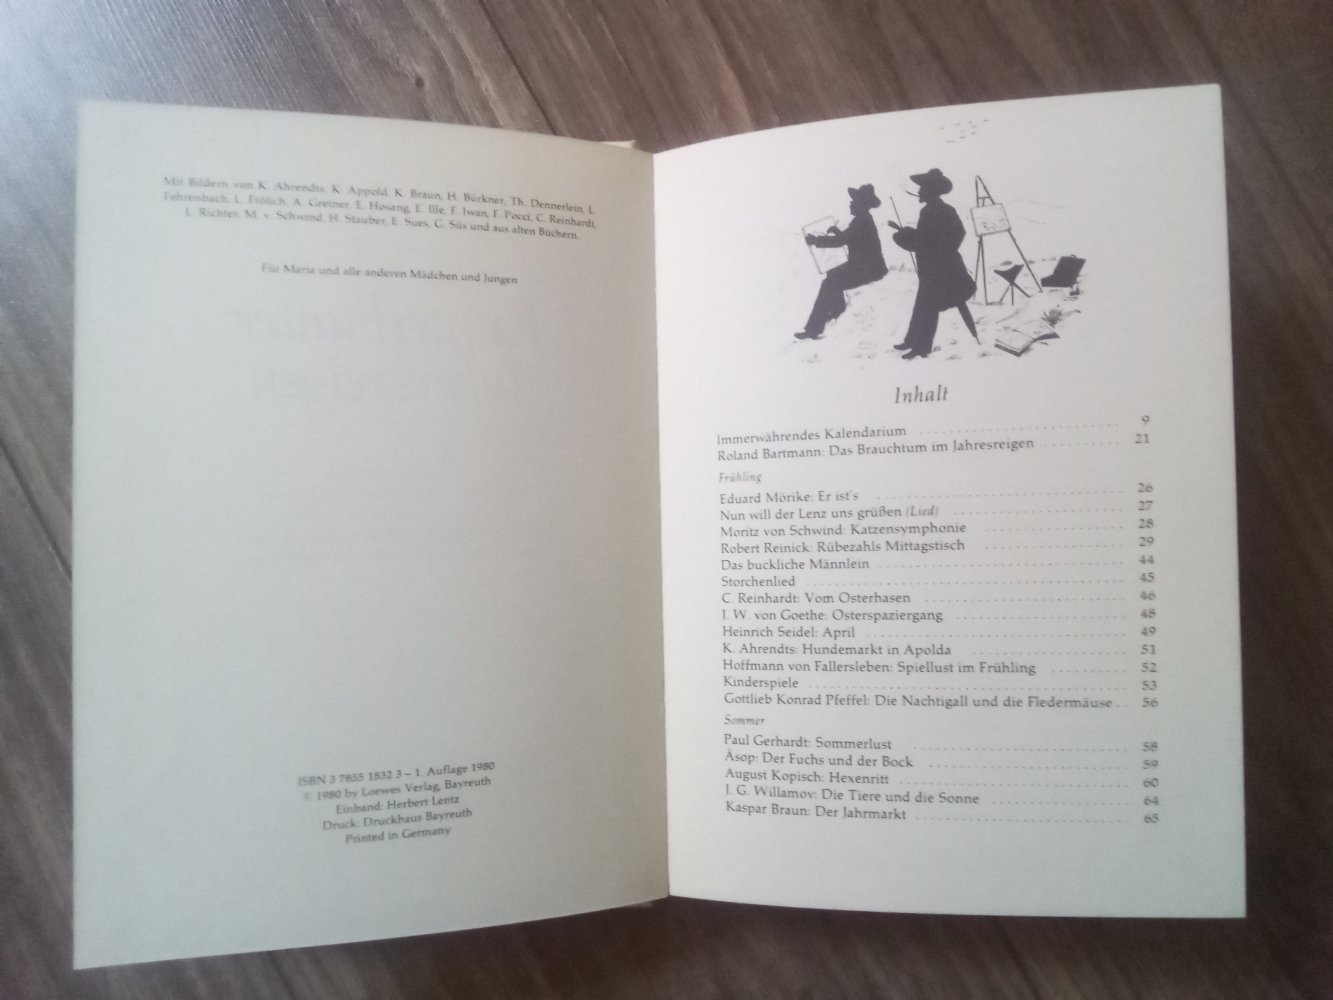 Mit Bildern von K. Ahrendts, K. Appold, K. Braun, H. Bürkner, Th. Dennerlein, L.
Fehrenbach, L. Frölich, A. Greiner, E. Hosang, E. Ille, F. Iwan, F. Pocci, C. Reinhardt,
L. Richter, M. v. Schwind, H. Stauber, E. Sues, G. Süs und aus alten Büchern.
Für Maria und alle anderen Mädchen und Jungen
ISBN 3 7855 1832 3 – 1. Auflage 1980
© 1980 by Loewes Verlag, Bayreuth
Einband: Herbert Lentz
Druck: Druckhaus Bayreuth
Printed in Germany
Inhalt
Immerwährendes Kalendarium . . . . . . . . . . . . . . . . . . . . . . 9
Roland Bartmann: Das Brauchtum im Jahresreigen . . . . . . . . . . 21
Frühling
Eduard Mörike: Er ist's . . . . . . . . . . . . . . . . . . . . . . . . . . 26
Nun will der Lenz uns grüßen (Lied) . . . . . . . . . . . . . . . . . . 27
Moritz von Schwind: Katzensymphonie . . . . . . . . . . . . . . . . 28
Robert Reinick: Rübezahls Mittagstisch . . . . . . . . . . . . . . . . 29
Das buckliche Männlein . . . . . . . . . . . . . . . . . . . . . . . . . . 44
Storchenlied . . . . . . . . . . . . . . . . . . . . . . . . . . . . . . . . . . 45
C. Reinhardt: Vom Osterhasen . . . . . . . . . . . . . . . . . . . . . . 46
J. W. von Goethe: Osterspaziergang . . . . . . . . . . . . . . . . . . 48
Heinrich Seidel: April . . . . . . . . . . . . . . . . . . . . . . . . . . . . 49
K. Ahrendts: Hundemarkt in Apolda . . . . . . . . . . . . . . . . . . 51
Hoffmann von Fallersleben: Spiellust im Frühling . . . . . . . . . . 52
Kinderspiele . . . . . . . . . . . . . . . . . . . . . . . . . . . . . . . . . . 53
Gottlieb Konrad Pfeffel: Die Nachtigall und die Fledermäuse . . 56
Sommer
Paul Gerhardt: Sommerlust . . . . . . . . . . . . . . . . . . . . . . . . 58
Äsop: Der Fuchs und der Bock . . . . . . . . . . . . . . . . . . . . . . 59
August Kopisch: Hexenritt . . . . . . . . . . . . . . . . . . . . . . . . 60
J. G. Willamov: Die Tiere und die Sonne . . . . . . . . . . . . . . . . 64
Kaspar Braun: Der Jahrmarkt . . . . . . . . . . . . . . . . . . . . . . 65